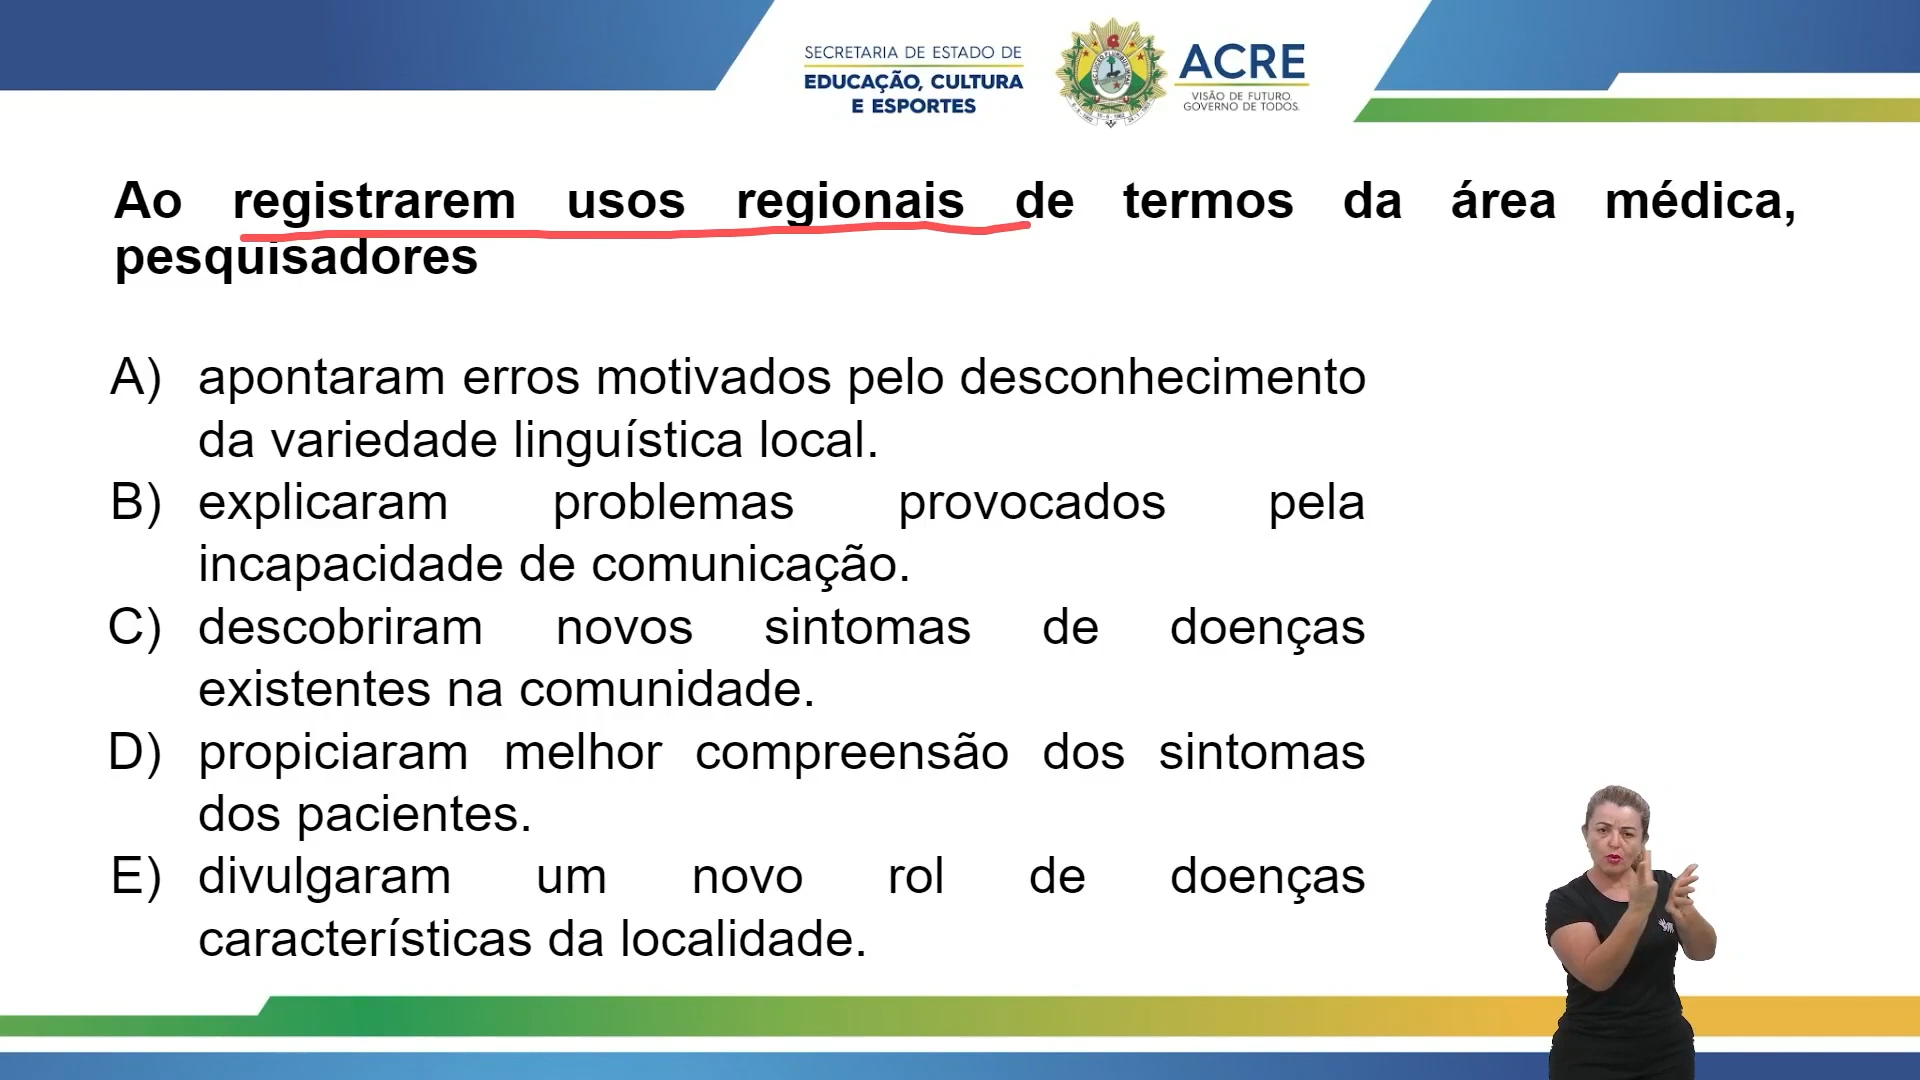 SECRETARIA DE ESTADO DE
EDUCAÇÃO, CULTURA
E ESPORTES
ACRE
VISÃO DE FUTURO.
GOVERNO DE TODOS.
Ao registrarem usos regionais de termos da área médica,
pesquisadores
A) apontaram erros motivados pelo desconhecimento
da variedade linguística local.
B) explicaram problemas provocados pela
incapacidade de comunicação.
C) descobriram novos sintomas de doenças
existentes na comunidade.
D) propiciaram melhor compreensão dos sintomas
dos pacientes.
E) divulgaram um novo rol de doenças
características da localidade.